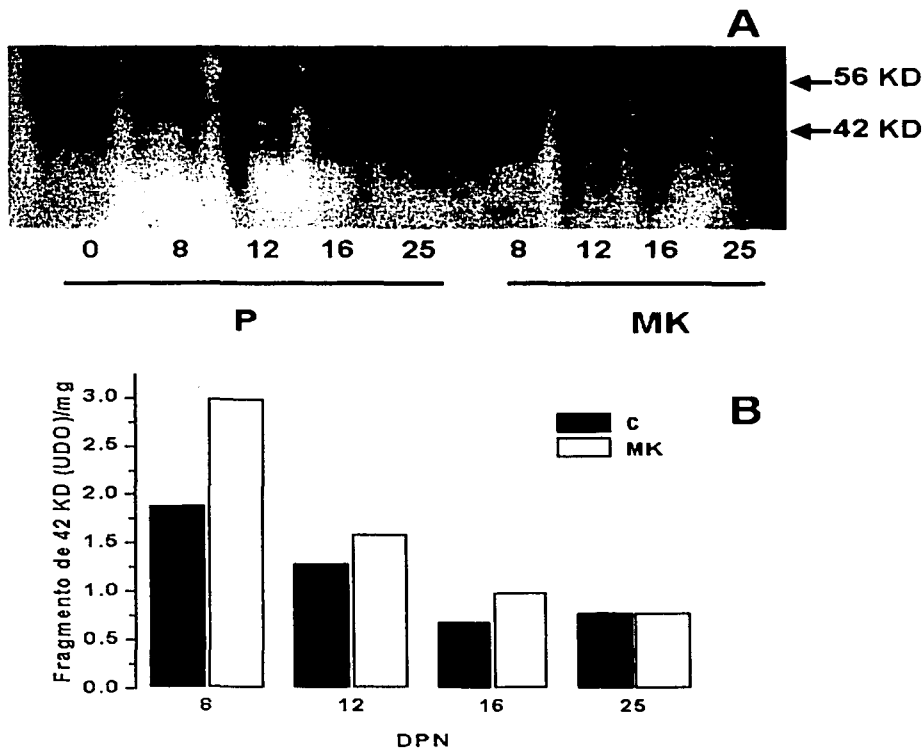 A
56 KD
42 KD
0 8 12 16 25 8 12 16 25
P MK
B
Fragmento de 42 KD (UDO)/mg
3.0
2.5
2.0
1.5
1.0
0.5
0.0
C
MK
8 12 16 25
DPN